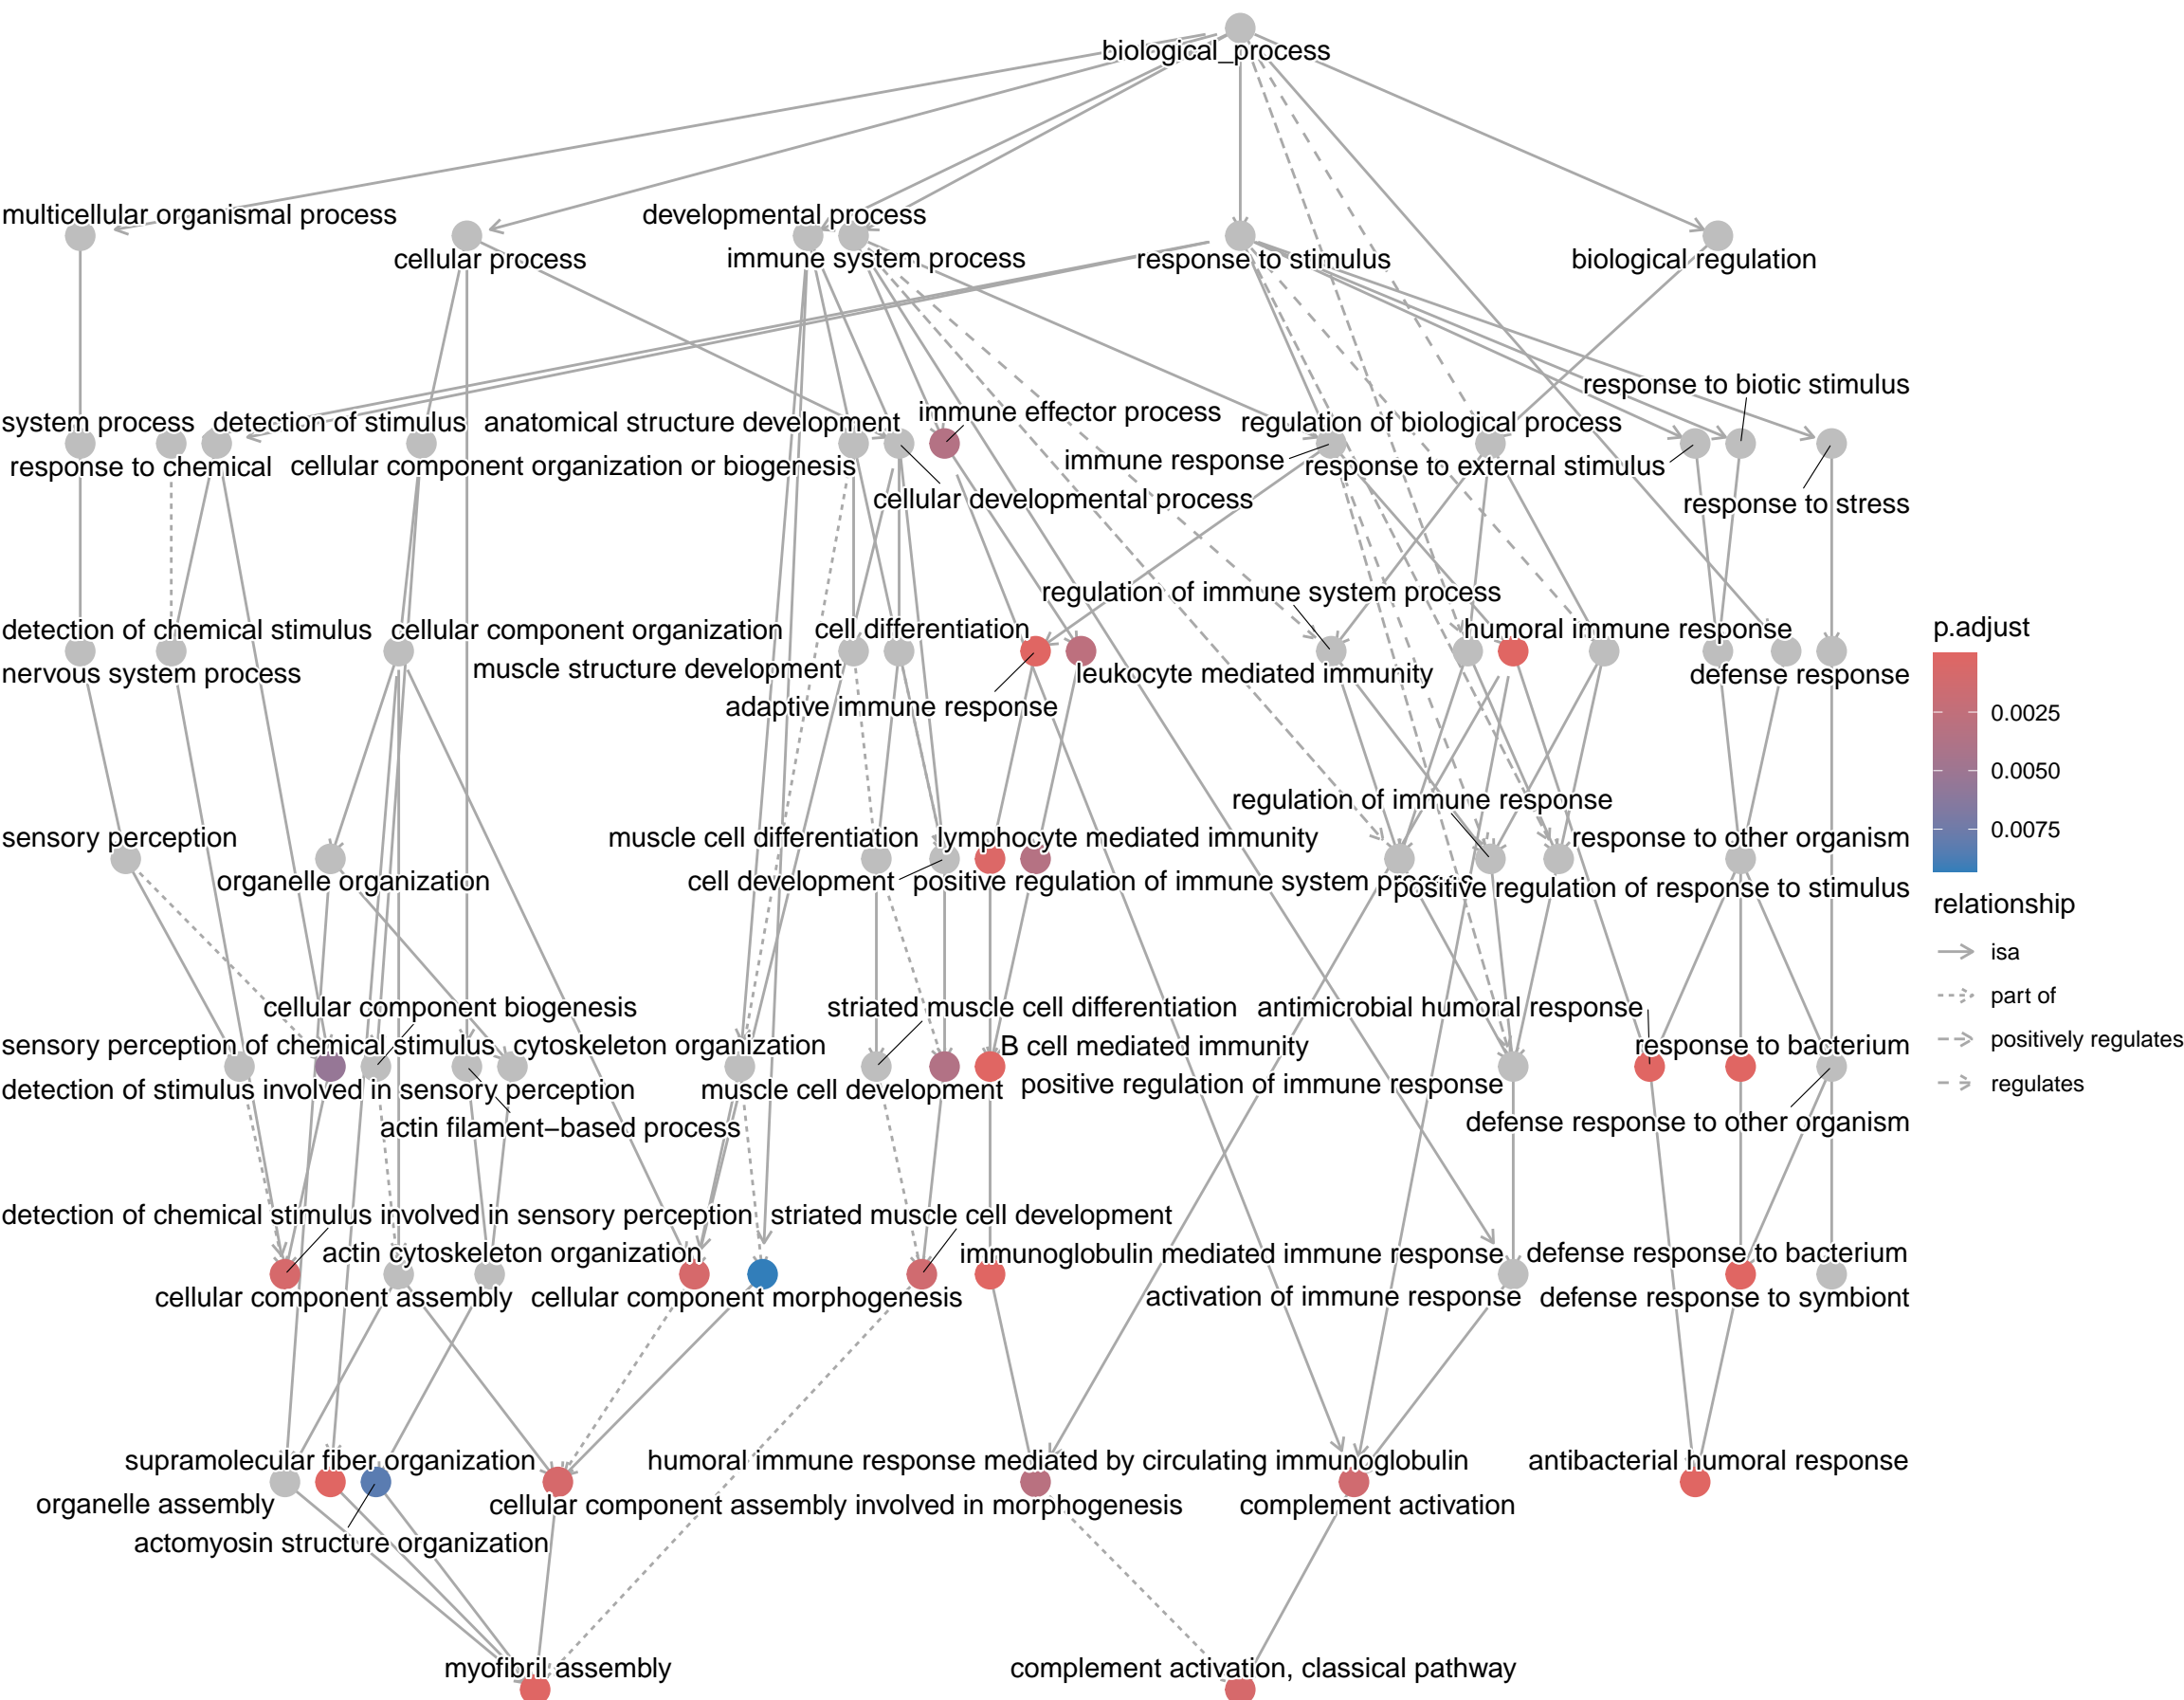 biological_process
multicellular organismal process
developmental process
cellular process
immune system process
response to stimulus
biological regulation
response to biotic stimulus
system process
detection of stimulus
anatomical structure development
immune effector process
regulation of biological process
response to chemical
cellular component organization or biogenesis
immune response
response to external stimulus
cellular developmental process
response to stress
regulation of immune system process
detection of chemical stimulus
cellular component organization
cell differentiation
humoral immune response
nervous system process
muscle structure development
leukocyte mediated immunity
defense response
adaptive immune response
regulation of immune response
sensory perception
muscle cell differentiation
lymphocyte mediated immunity
response to other organism
organelle organization
cell development
positive regulation of immune system process
positive regulation of response to stimulus
cellular component biogenesis
striated muscle cell differentiation
antimicrobial humoral response
sensory perception of chemical stimulus
cytoskeleton organization
B cell mediated immunity
response to bacterium
detection of stimulus involved in sensory perception
muscle cell development
positive regulation of immune response
actin filament−based process
defense response to other organism
detection of chemical stimulus involved in sensory perception
striated muscle cell development
actin cytoskeleton organization
immunoglobulin mediated immune response
defense response to bacterium
cellular component assembly
cellular component morphogenesis
activation of immune response
defense response to symbiont
supramolecular fiber organization
humoral immune response mediated by circulating immunoglobulin
antibacterial humoral response
organelle assembly
cellular component assembly involved in morphogenesis
complement activation
actomyosin structure organization
myofibril assembly
complement activation, classical pathway
p.adjust
0.0025
0.0050
0.0075
relationship
isa
part of
positively regulates
regulates